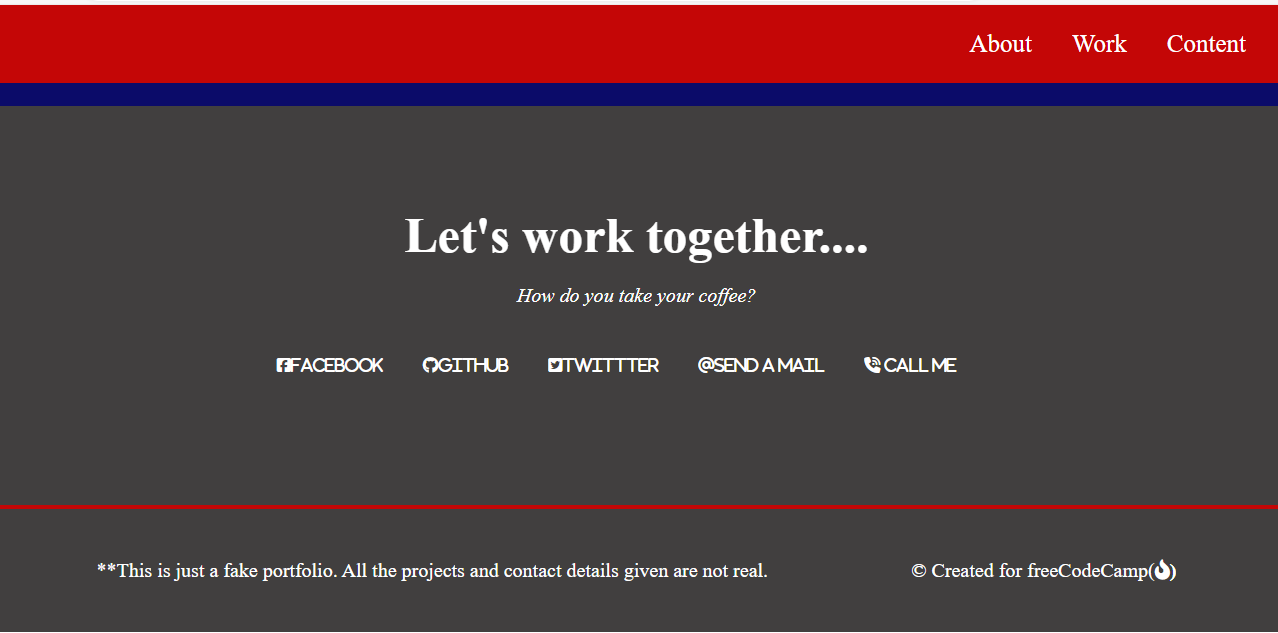 About Work Content
Let's work together....
How do you take your coffee?
FACEBOOK GITHUB TWITTTER @SEND A MAIL CALL ME
**This is just a fake portfolio. All the projects and contact details given are not real. © Created for freeCodeCamp()